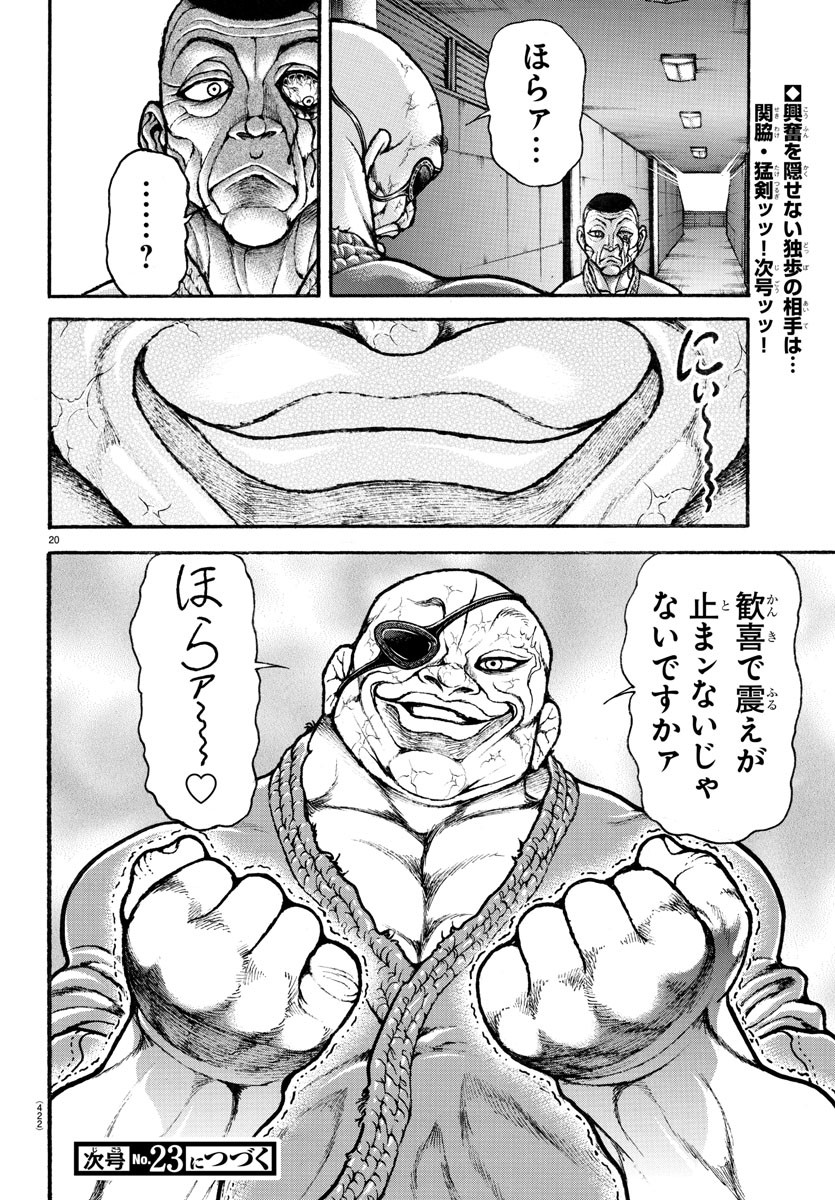 ◆興奮を隠せない独歩の相手は…
関脇・猛剣ッッ！次号ッッ！
ほらァ…
……？
にぃ〜〜〜
20
歓喜で震えが
止まンないじゃ
ないですかァ
ほらァ〜〜〜♡
(422)
次号No.23につづく